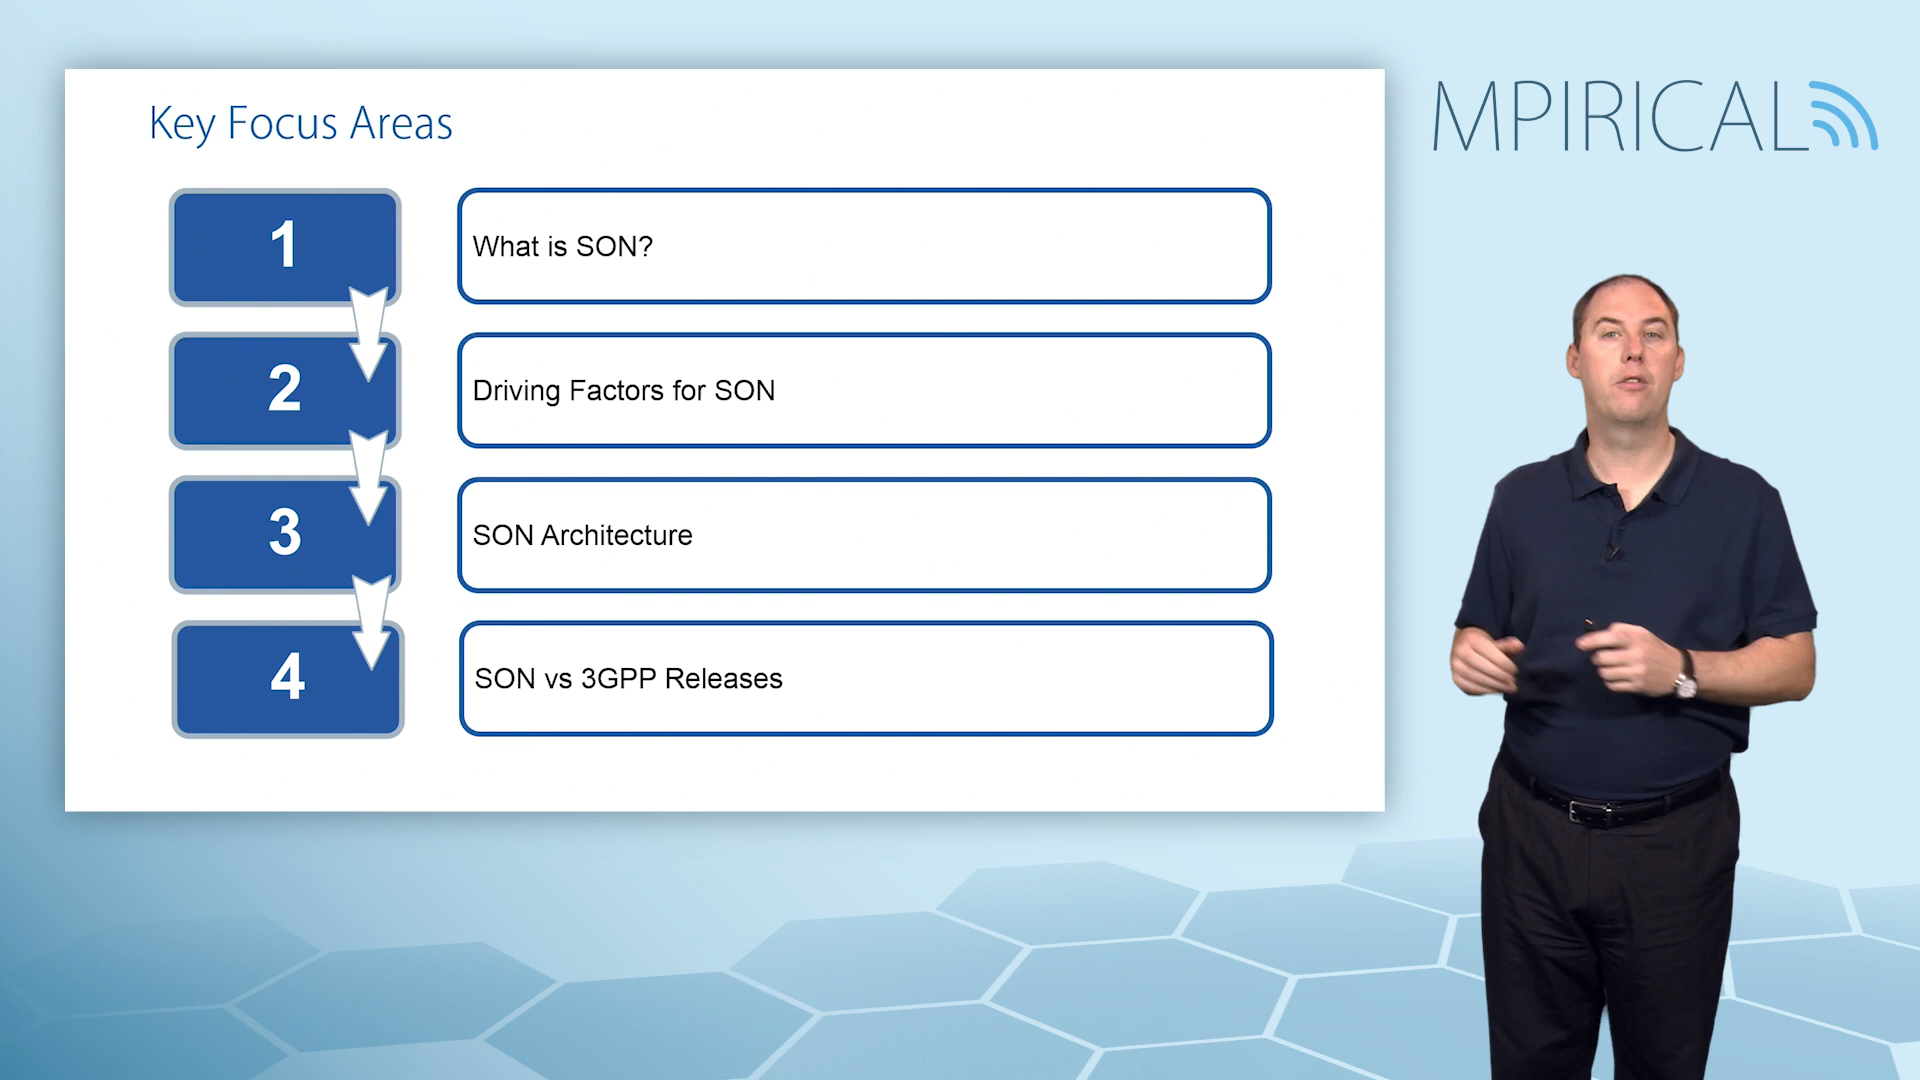 Key Focus Areas
MPIRICAL
1
What is SON?
2
Driving Factors for SON
3
SON Architecture
4
SON vs 3GPP Releases